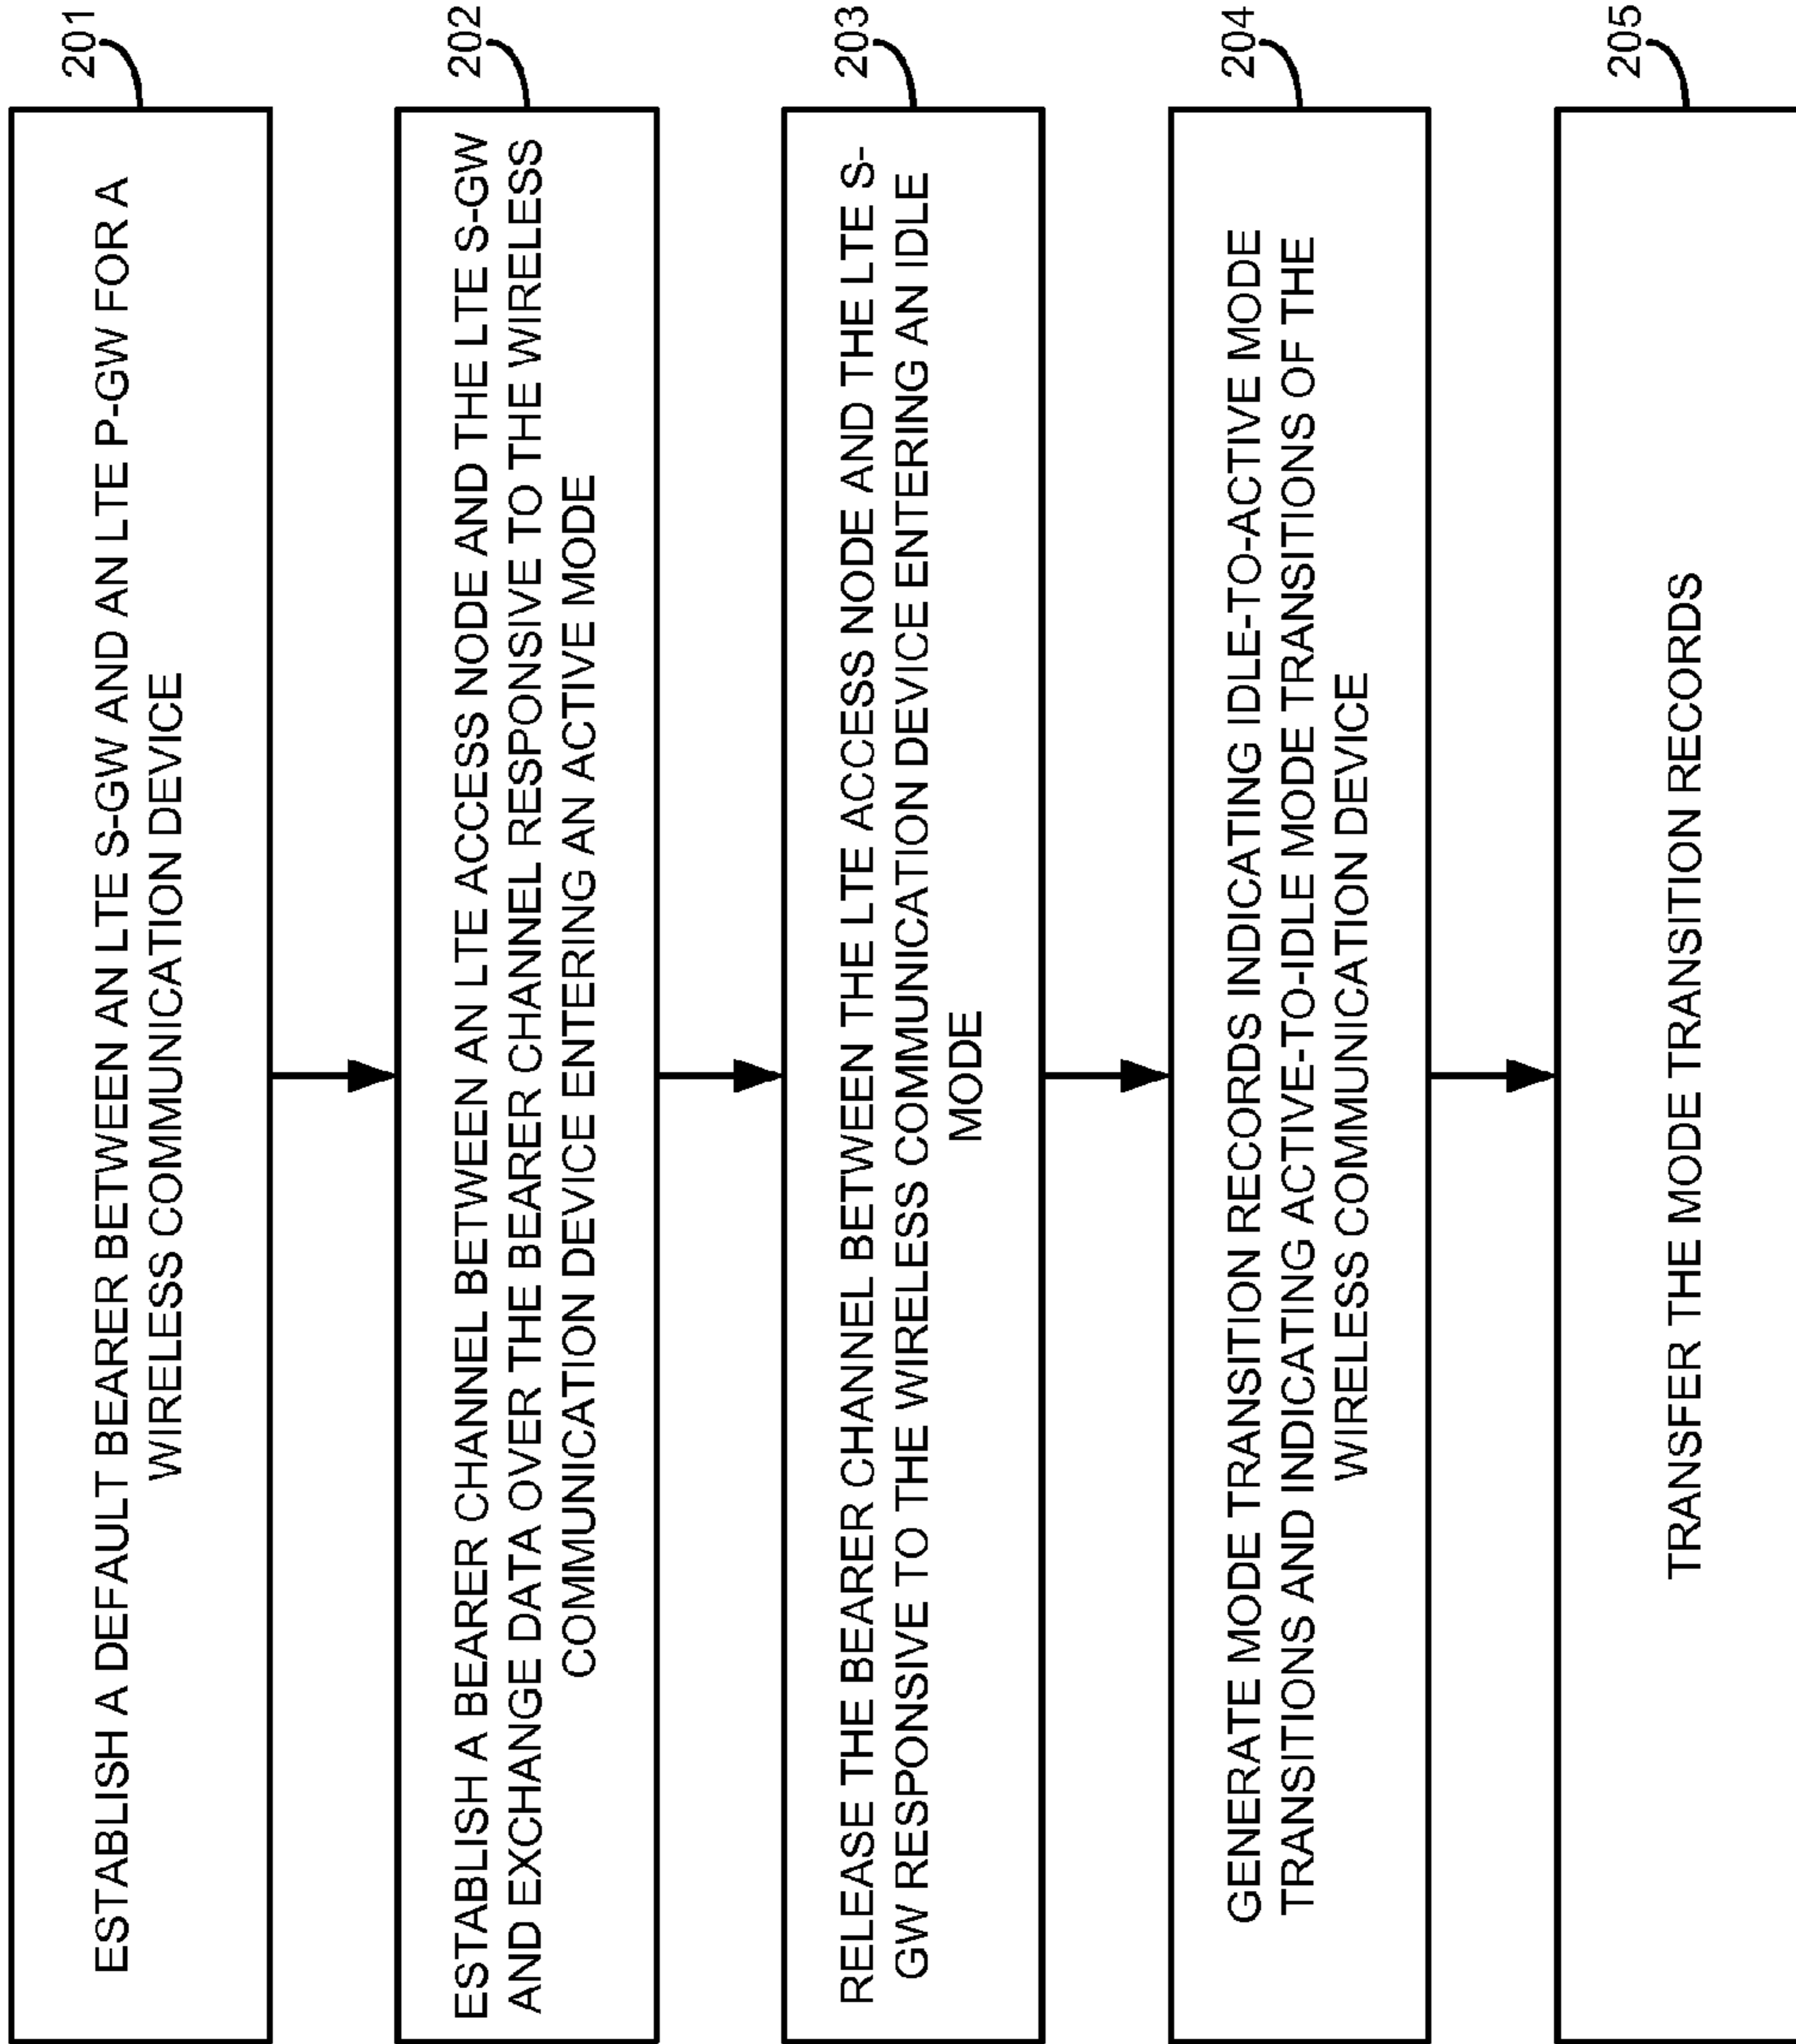 201
ESTABLISH A DEFAULT BEARER BETWEEN AN LTE S-GW AND AN LTE P-GW FOR A
WIRELESS COMMUNICATION DEVICE
202
ESTABLISH A BEARER CHANNEL BETWEEN AN LTE ACCESS NODE AND THE LTE S-GW
AND EXCHANGE DATA OVER THE BEARER CHANNEL RESPONSIVE TO THE WIRELESS
COMMUNICATION DEVICE ENTERING AN ACTIVE MODE
203
RELEASE THE BEARER CHANNEL BETWEEN THE LTE ACCESS NODE AND THE LTE S-
GW RESPONSIVE TO THE WIRELESS COMMUNICATION DEVICE ENTERING AN IDLE
MODE
204
GENERATE MODE TRANSITION RECORDS INDICATING IDLE-TO-ACTIVE MODE
TRANSITIONS AND INDICATING ACTIVE-TO-IDLE MODE TRANSITIONS OF THE
WIRELESS COMMUNICATION DEVICE
205
TRANSFER THE MODE TRANSITION RECORDS